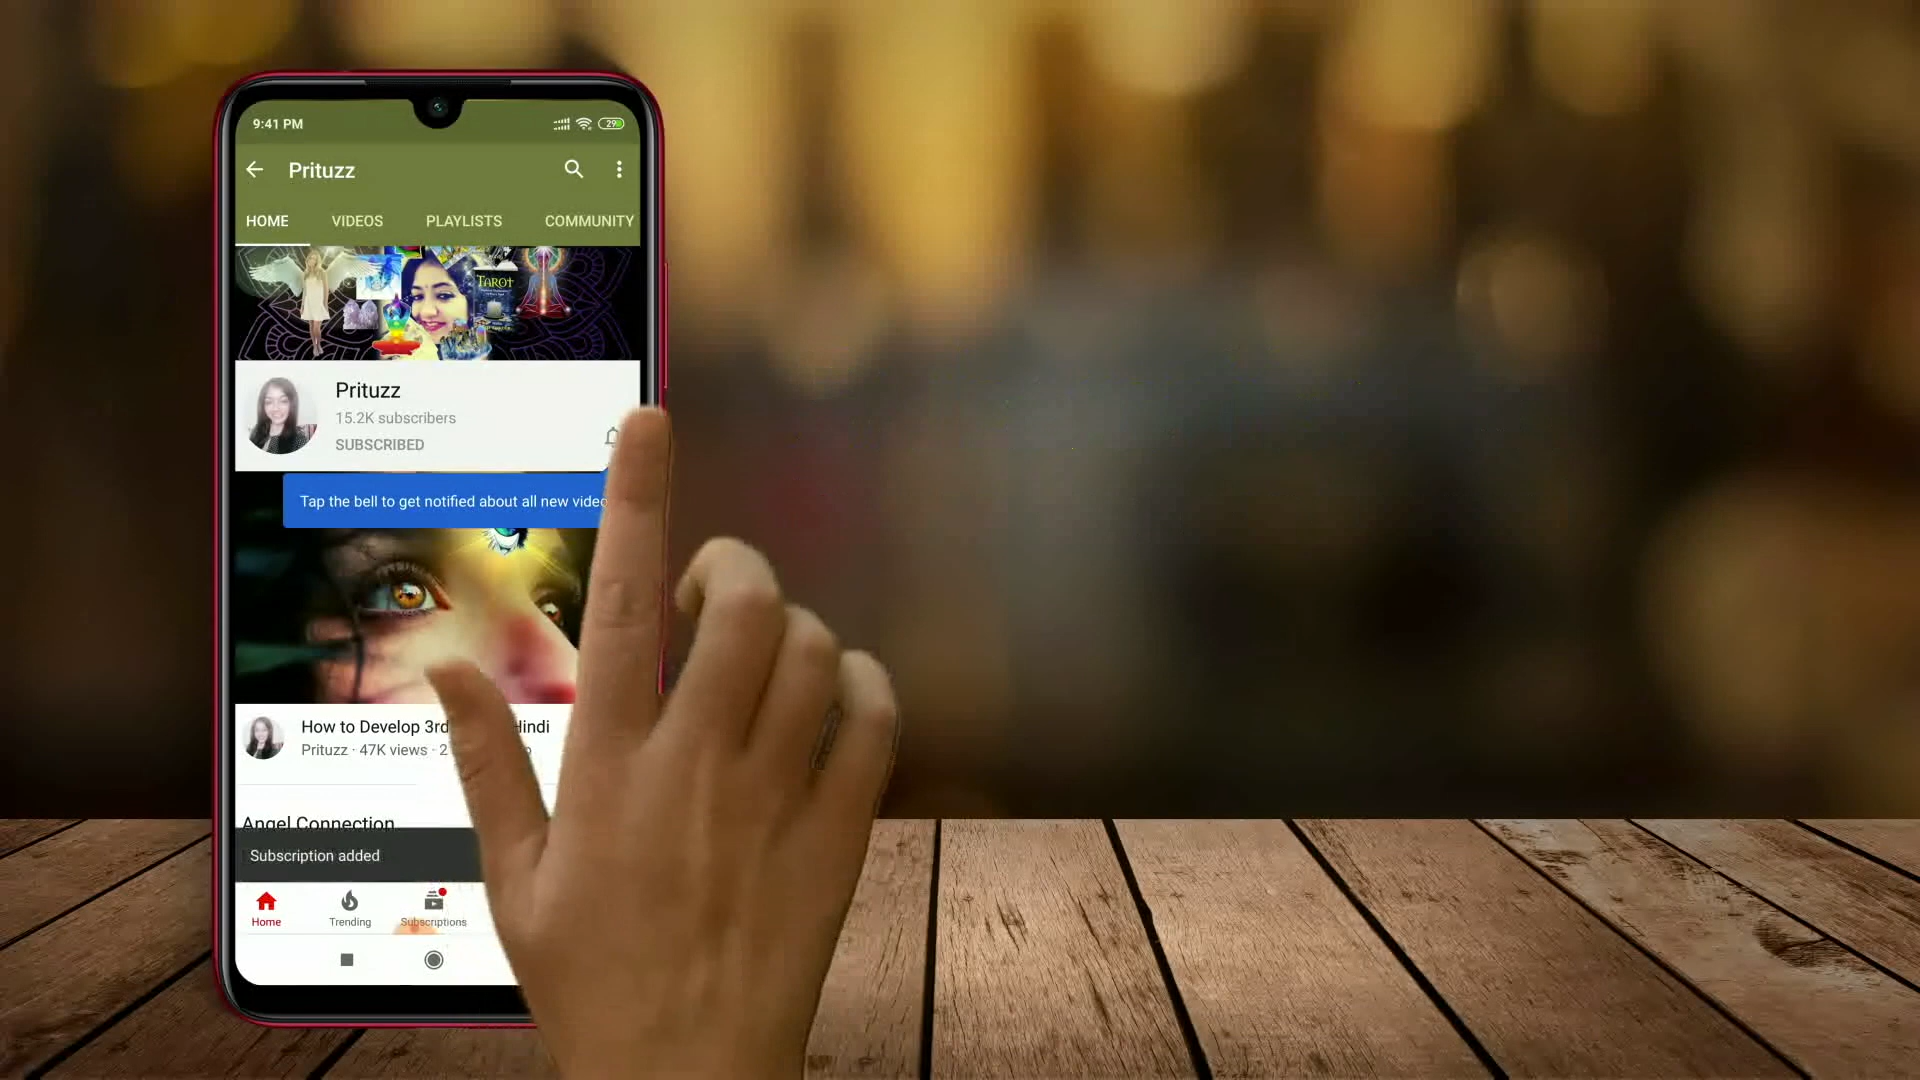 9:41 PM
29
Prituzz
HOME VIDEOS PLAYLISTS COMMUNITY
TAROT
Prituzz
15.2K subscribers
SUBSCRIBED
Tap the bell to get notified about all new
How to Develop 3rd Hindi
Prituzz · 47K views · 2
Angel Connection
Subscription added
Home Trending Subscriptions